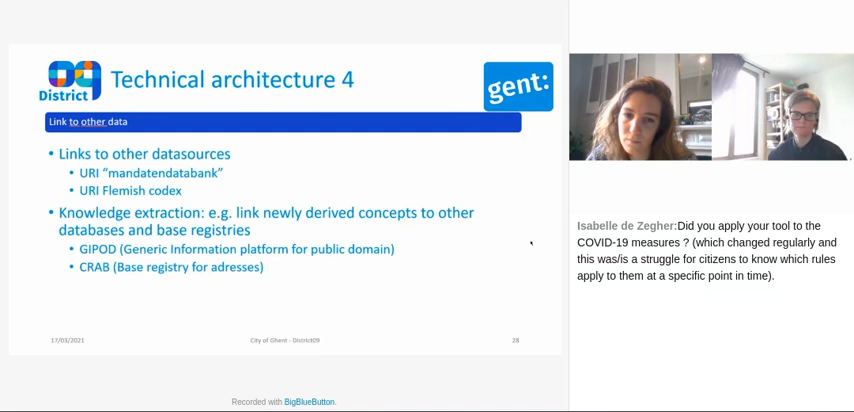 District
Technical architecture 4
gent:
Link to other data
• Links to other datasources
• URI “mandatendatabank”
• URI Flemish codex
• Knowledge extraction: e.g. link newly derived concepts to other
databases and base registries
• GIPOD (Generic Information platform for public domain)
• CRAB (Base registry for adresses)
17/03/2021
City of Ghent - District09
28
Recorded with BigBlueButton.
Isabelle de Zegher:Did you apply your tool to the
COVID-19 measures ? (which changed regularly and
this was/is a struggle for citizens to know which rules
apply to them at a specific point in time).